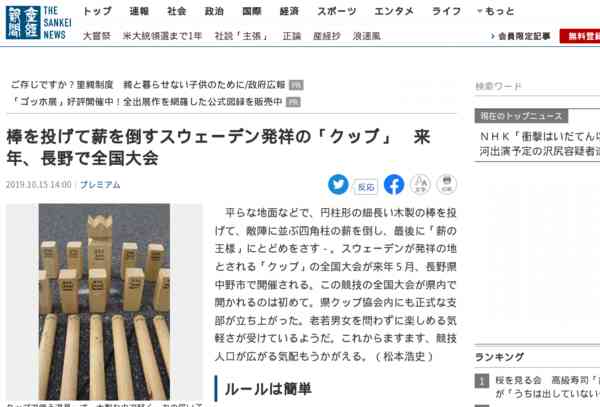 産経新聞
THE SANKEI NEWS
トップ 速報 社会 政治 国際 経済 スポーツ エンタメ ライフ もっと
大嘗祭 米大統領選まで1年 社説「主張」 正論 産経抄 浪速風
会員限定記事
無料登録
ご存じですか？里親制度 親と暮らせない子供のために/政府広報 PR
「ゴッホ展」好評開催中！全出展作を網羅した公式図録を販売中 PR
検索ワード
現在のトップニュース
ＮＨＫ「衝撃はいだてん以
河出演予定の沢尻容疑者逮
棒を投げて薪を倒すスウェーデン発祥の「クッブ」 来
年、長野で全国大会
2019.10.15 14:00 プレミアム
反応
文字
印刷
平らな地面などで、円柱形の細長い木製の棒を投
げて、敵陣に並ぶ四角柱の薪を倒し、最後に「薪の
王様」にとどめをさす－。スウェーデンが発祥の地
とされる「クッブ」の全国大会が来年５月、長野県
中野市で開催される。この競技の全国大会が県内で
開かれるのは初めて。県クッブ協会内にも正式な支
部が立ち上がった。老若男女を問わずに楽しめる気
軽さが受けているようだ。これからますます、競技
人口が広がる気配もうかがえる。（松本浩史）
ルールは簡単
ランキング
1 桜を見る会 高級寿司「
が「うちは出していない